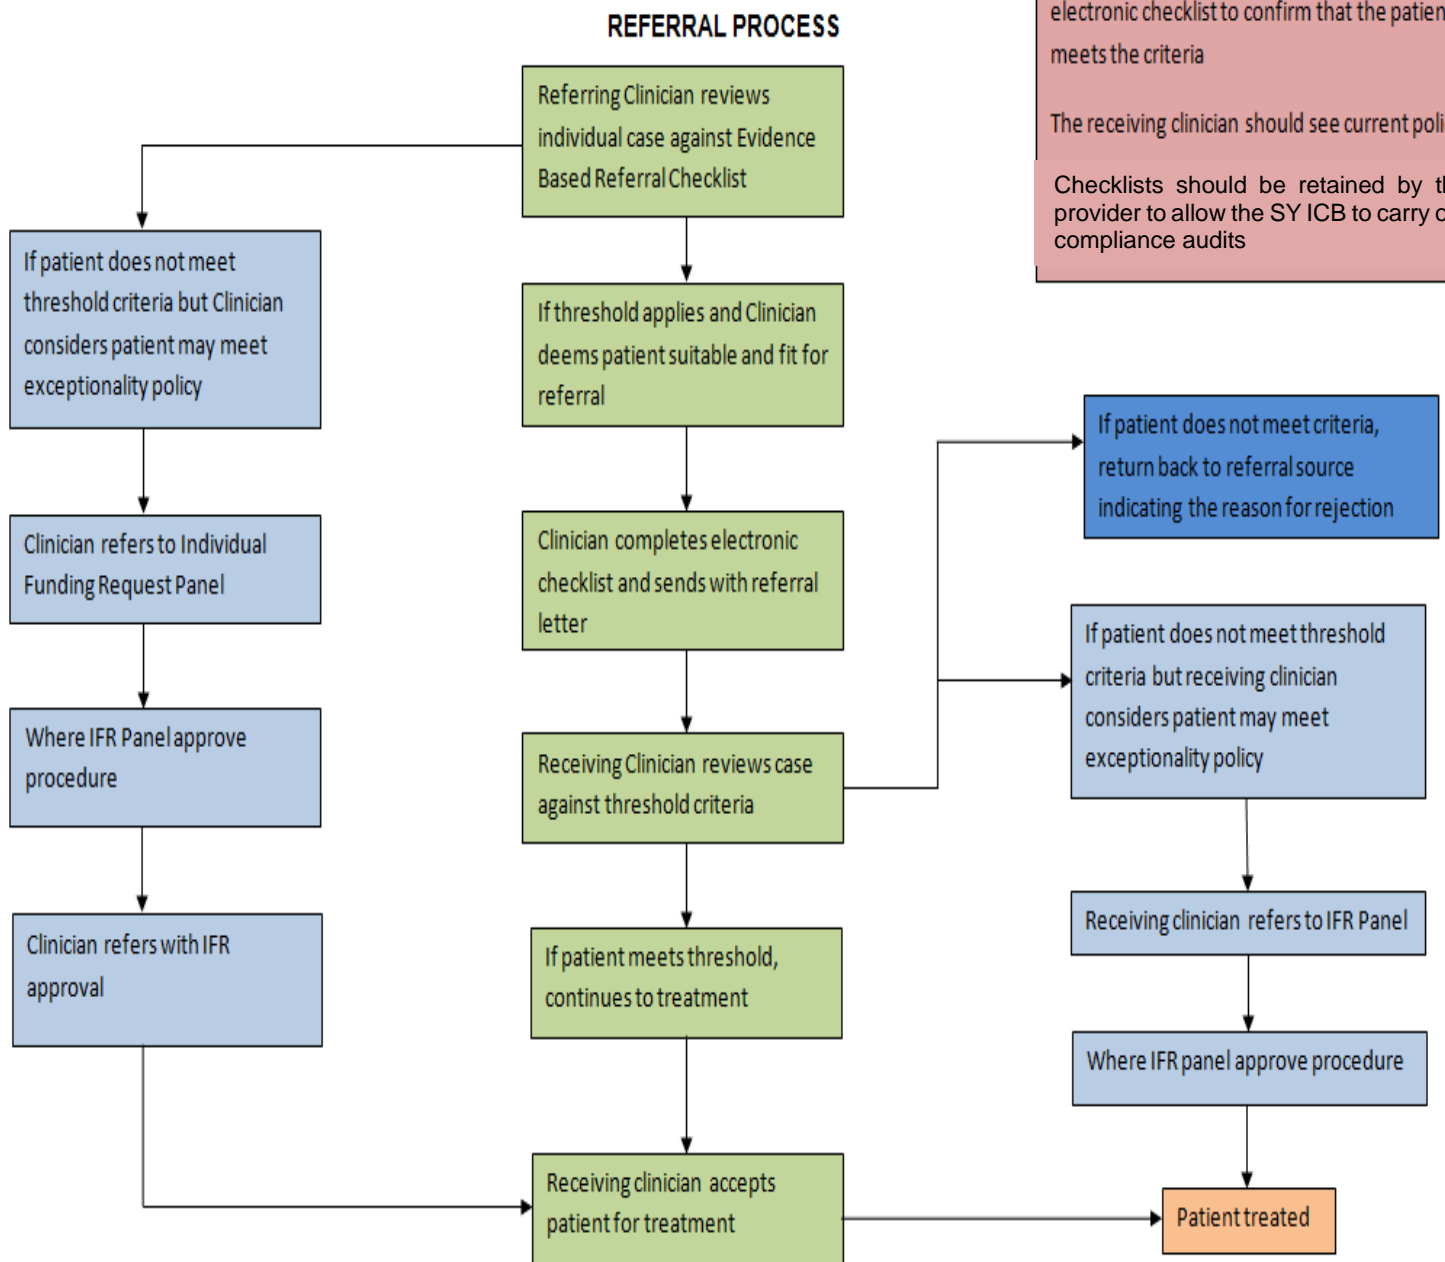 REFERRAL PROCESS
electronic checklist to confirm that the patien
meets the criteria
The receiving clinician should see current poli
Checklists should be retained by th
provider to allow the SY ICB to carry o
compliance audits
Referring Clinician reviews
individual case against Evidence
Based Referral Checklist
If patient does not meet
threshold criteria but Clinician
considers patient may meet
exceptionality policy
If threshold applies and Clinician
deems patient suitable and fit for
referral
If patient does not meet criteria,
return back to referral source
indicating the reason for rejection
Clinician refers to Individual
Funding Request Panel
Clinician completes electronic
checklist and sends with referral
letter
If patient does not meet threshold
criteria but receiving clinician
considers patient may meet
exceptionality policy
Where IFR Panel approve
procedure
Receiving Clinician reviews case
against threshold criteria
Receiving clinician refers to IFR Panel
Clinician refers with IFR
approval
If patient meets threshold,
continues to treatment
Where IFR panel approve procedure
Receiving clinician accepts
patient for treatment
Patient treated